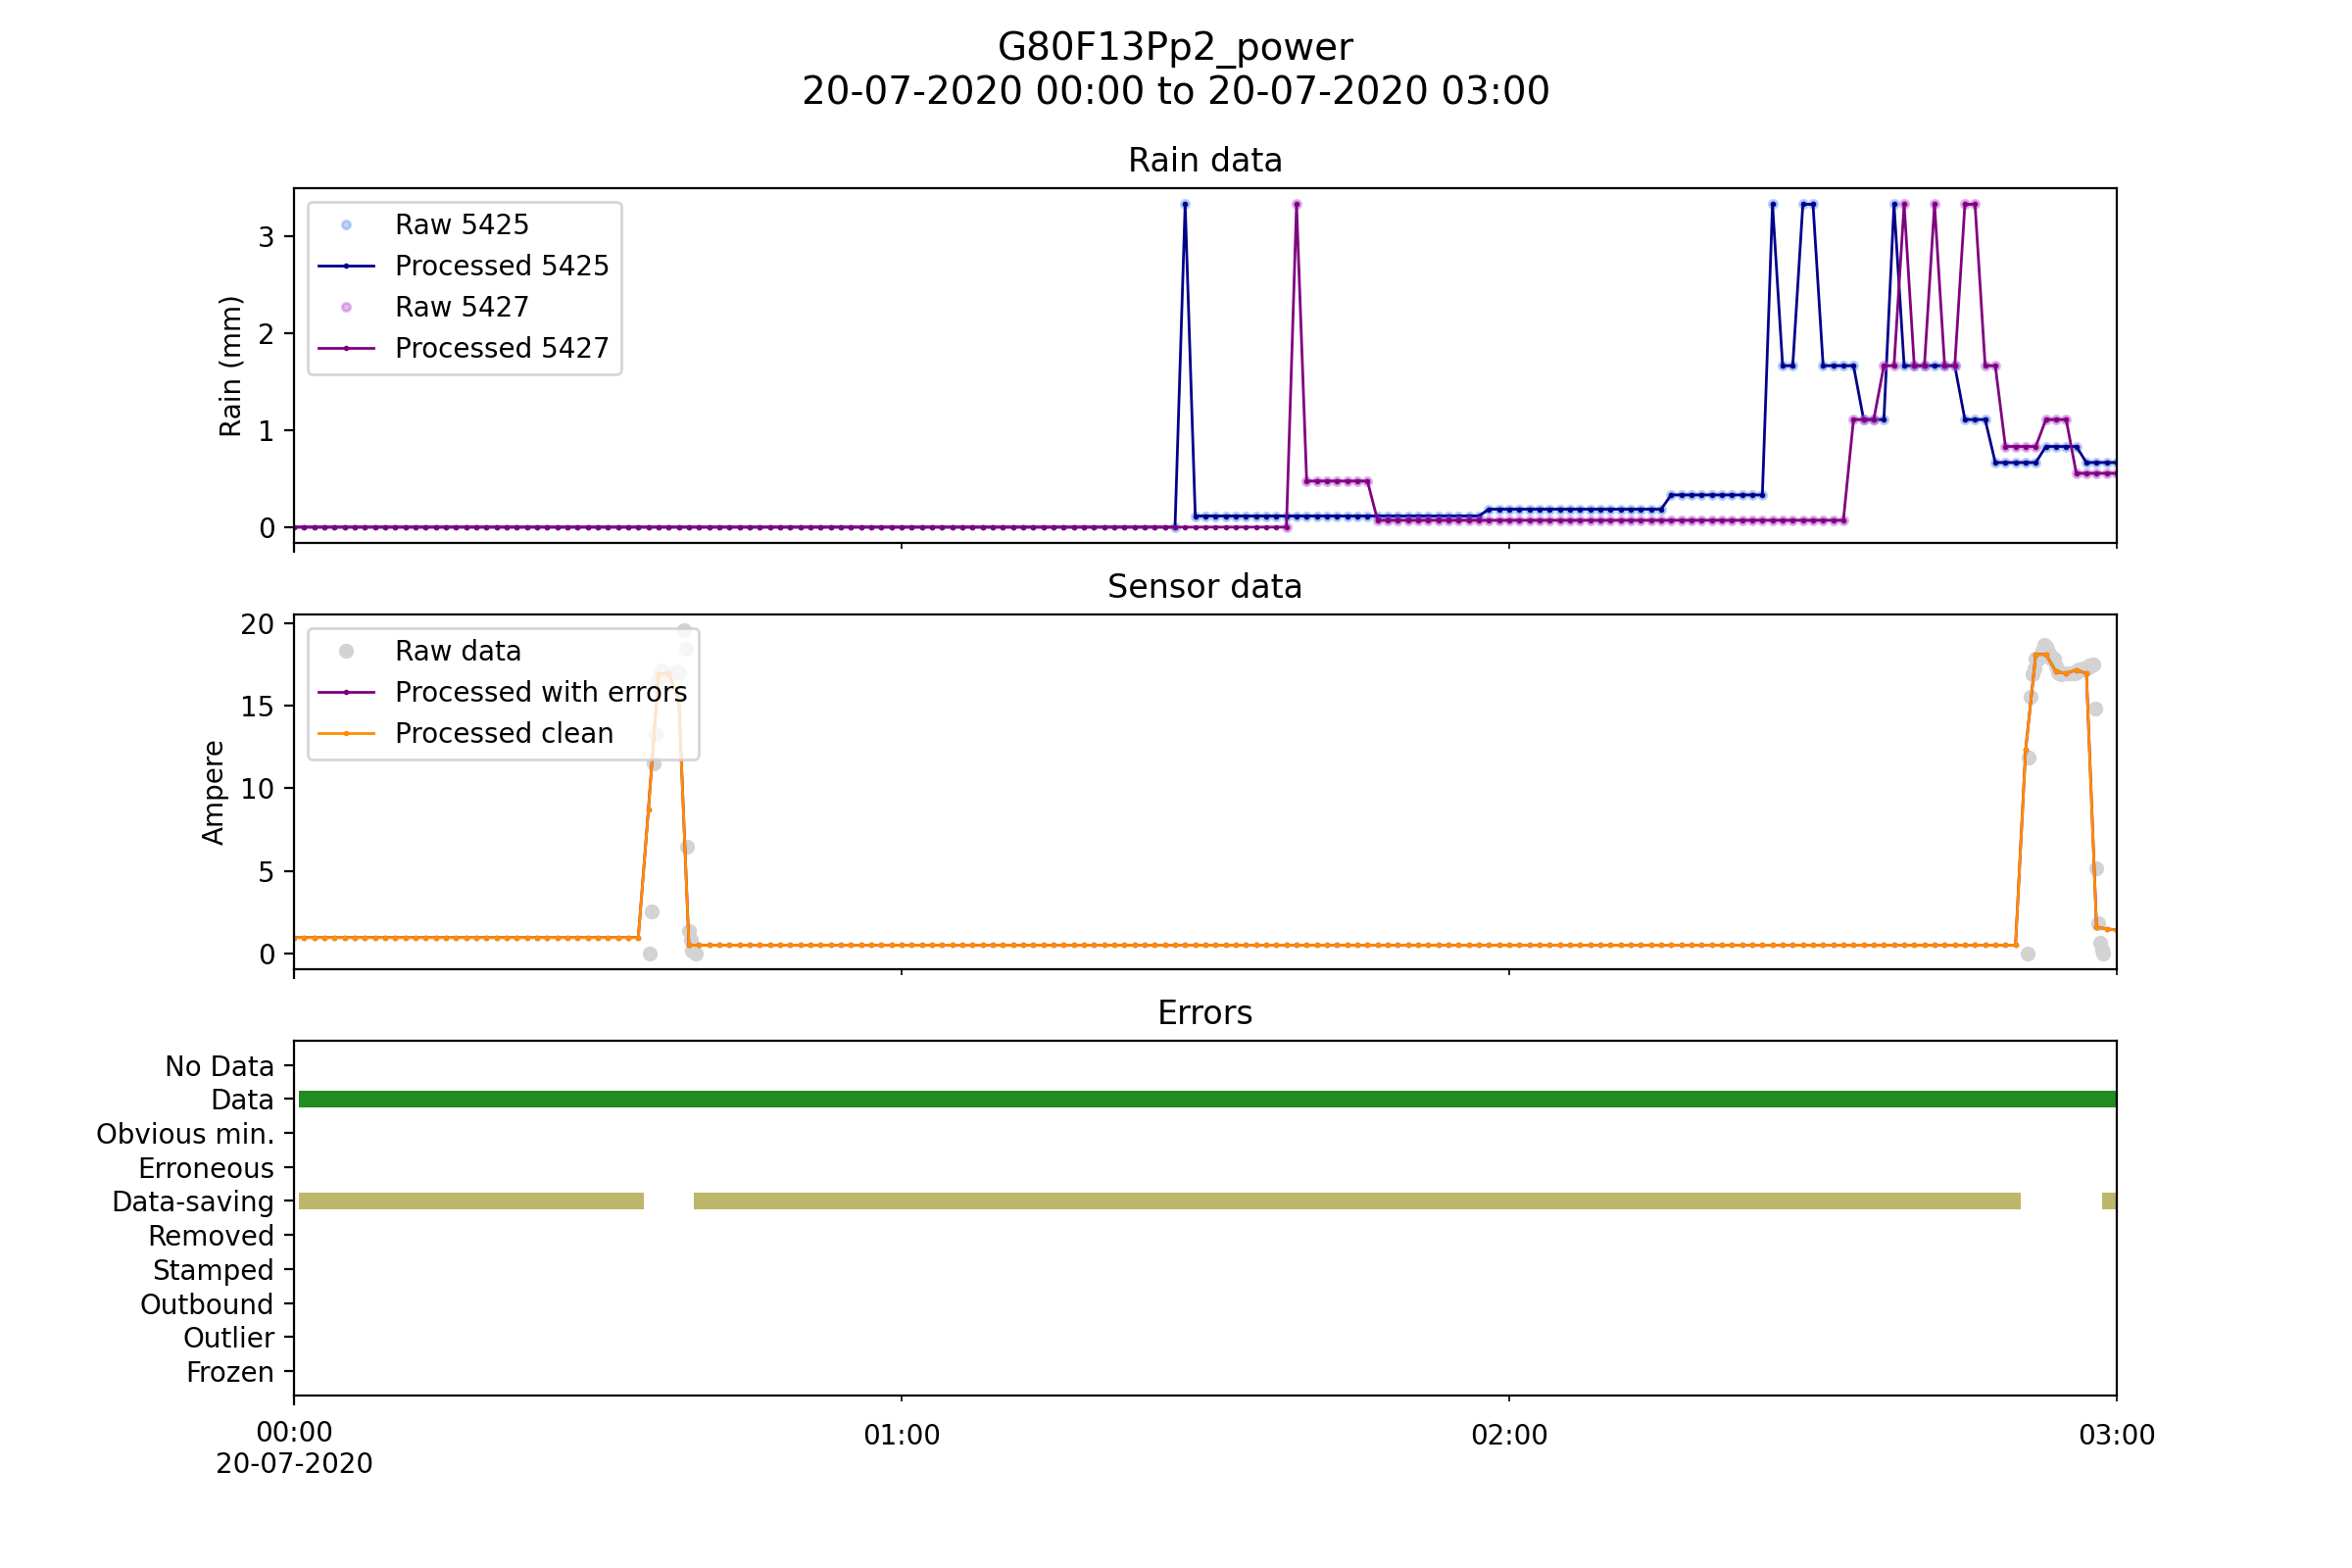 G80F13Pp2_power
20-07-2020 00:00 to 20-07-2020 03:00
Rain data
Rain (mm)
3
2
1
0
Raw 5425
Processed 5425
Raw 5427
Processed 5427
Sensor data
Ampere
20
15
10
5
0
Raw data
Processed with errors
Processed clean
Errors
No Data
Data
Obvious min.
Erroneous
Data-saving
Removed
Stamped
Outbound
Outlier
Frozen
00:00
20-07-2020
01:00
02:00
03:00